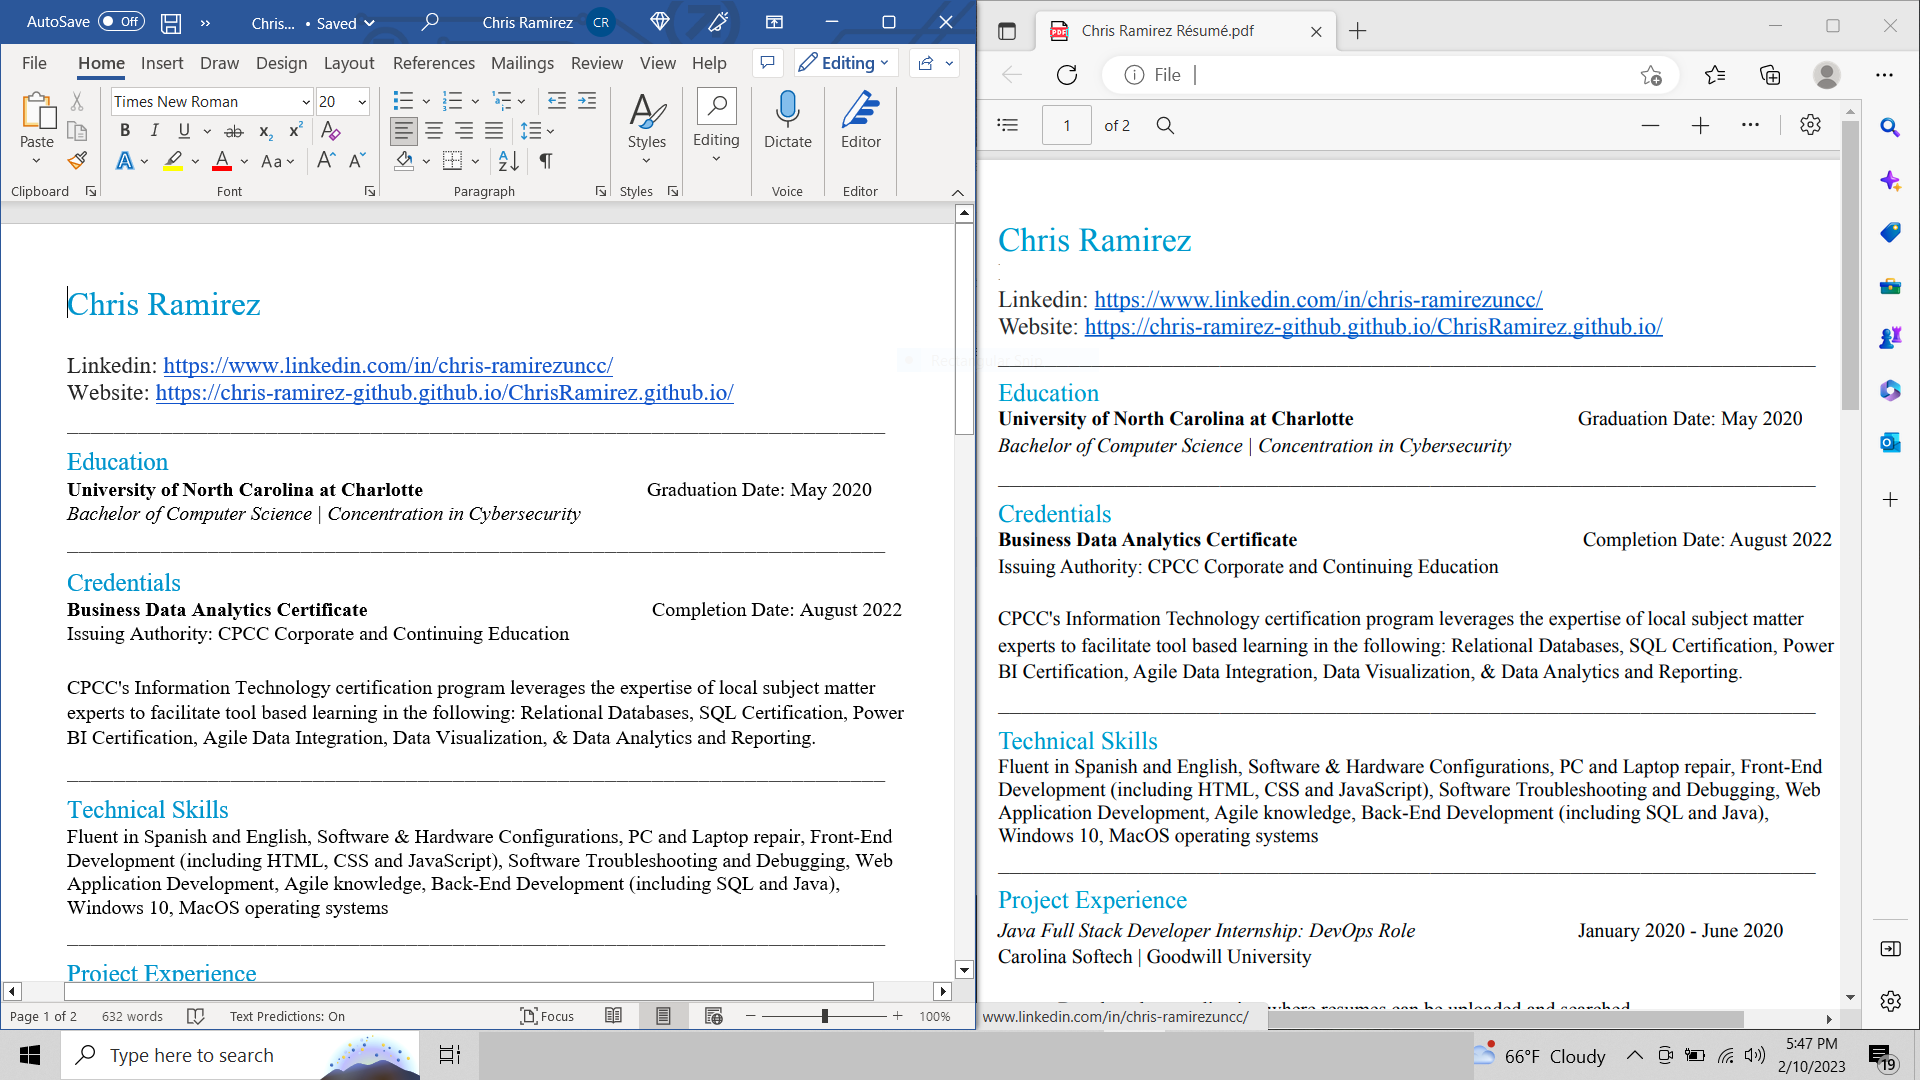 AutoSave Off Chris... • Saved Chris Ramirez CR
File Home Insert Draw Design Layout References Mailings Review View Help Editing
Times New Roman 20
Paste Styles Editing Dictate Editor
Clipboard Font Paragraph Styles Voice Editor
Chris Ramirez
Linkedin: https://www.linkedin.com/in/chris-ramirezuncc/
Website: https://chris-ramirez-github.github.io/ChrisRamirez.github.io/
Education
University of North Carolina at Charlotte Graduation Date: May 2020
Bachelor of Computer Science | Concentration in Cybersecurity
Credentials
Business Data Analytics Certificate Completion Date: August 2022
Issuing Authority: CPCC Corporate and Continuing Education
CPCC's Information Technology certification program leverages the expertise of local subject matter
experts to facilitate tool based learning in the following: Relational Databases, SQL Certification, Power
BI Certification, Agile Data Integration, Data Visualization, & Data Analytics and Reporting.
Technical Skills
Fluent in Spanish and English, Software & Hardware Configurations, PC and Laptop repair, Front-End
Development (including HTML, CSS and JavaScript), Software Troubleshooting and Debugging, Web
Application Development, Agile knowledge, Back-End Development (including SQL and Java),
Windows 10, MacOS operating systems
Project Experience
Page 1 of 2 632 words Text Predictions: On Focus 100%
Chris Ramirez Résumé.pdf
File
1 of 2
Chris Ramirez
Linkedin: https://www.linkedin.com/in/chris-ramirezuncc/
Website: https://chris-ramirez-github.github.io/ChrisRamirez.github.io/
Rectangular Snip
Education
University of North Carolina at Charlotte Graduation Date: May 2020
Bachelor of Computer Science | Concentration in Cybersecurity
Credentials
Business Data Analytics Certificate Completion Date: August 2022
Issuing Authority: CPCC Corporate and Continuing Education
CPCC's Information Technology certification program leverages the expertise of local subject matter
experts to facilitate tool based learning in the following: Relational Databases, SQL Certification, Power
BI Certification, Agile Data Integration, Data Visualization, & Data Analytics and Reporting.
Technical Skills
Fluent in Spanish and English, Software & Hardware Configurations, PC and Laptop repair, Front-End
Development (including HTML, CSS and JavaScript), Software Troubleshooting and Debugging, Web
Application Development, Agile knowledge, Back-End Development (including SQL and Java),
Windows 10, MacOS operating systems
Project Experience
Java Full Stack Developer Internship: DevOps Role January 2020 - June 2020
Carolina Softech | Goodwill University
where resumes can be uploaded and searched
www.linkedin.com/in/chris-ramirezuncc/
Type here to search 66°F Cloudy 5:47 PM
2/10/2023 19